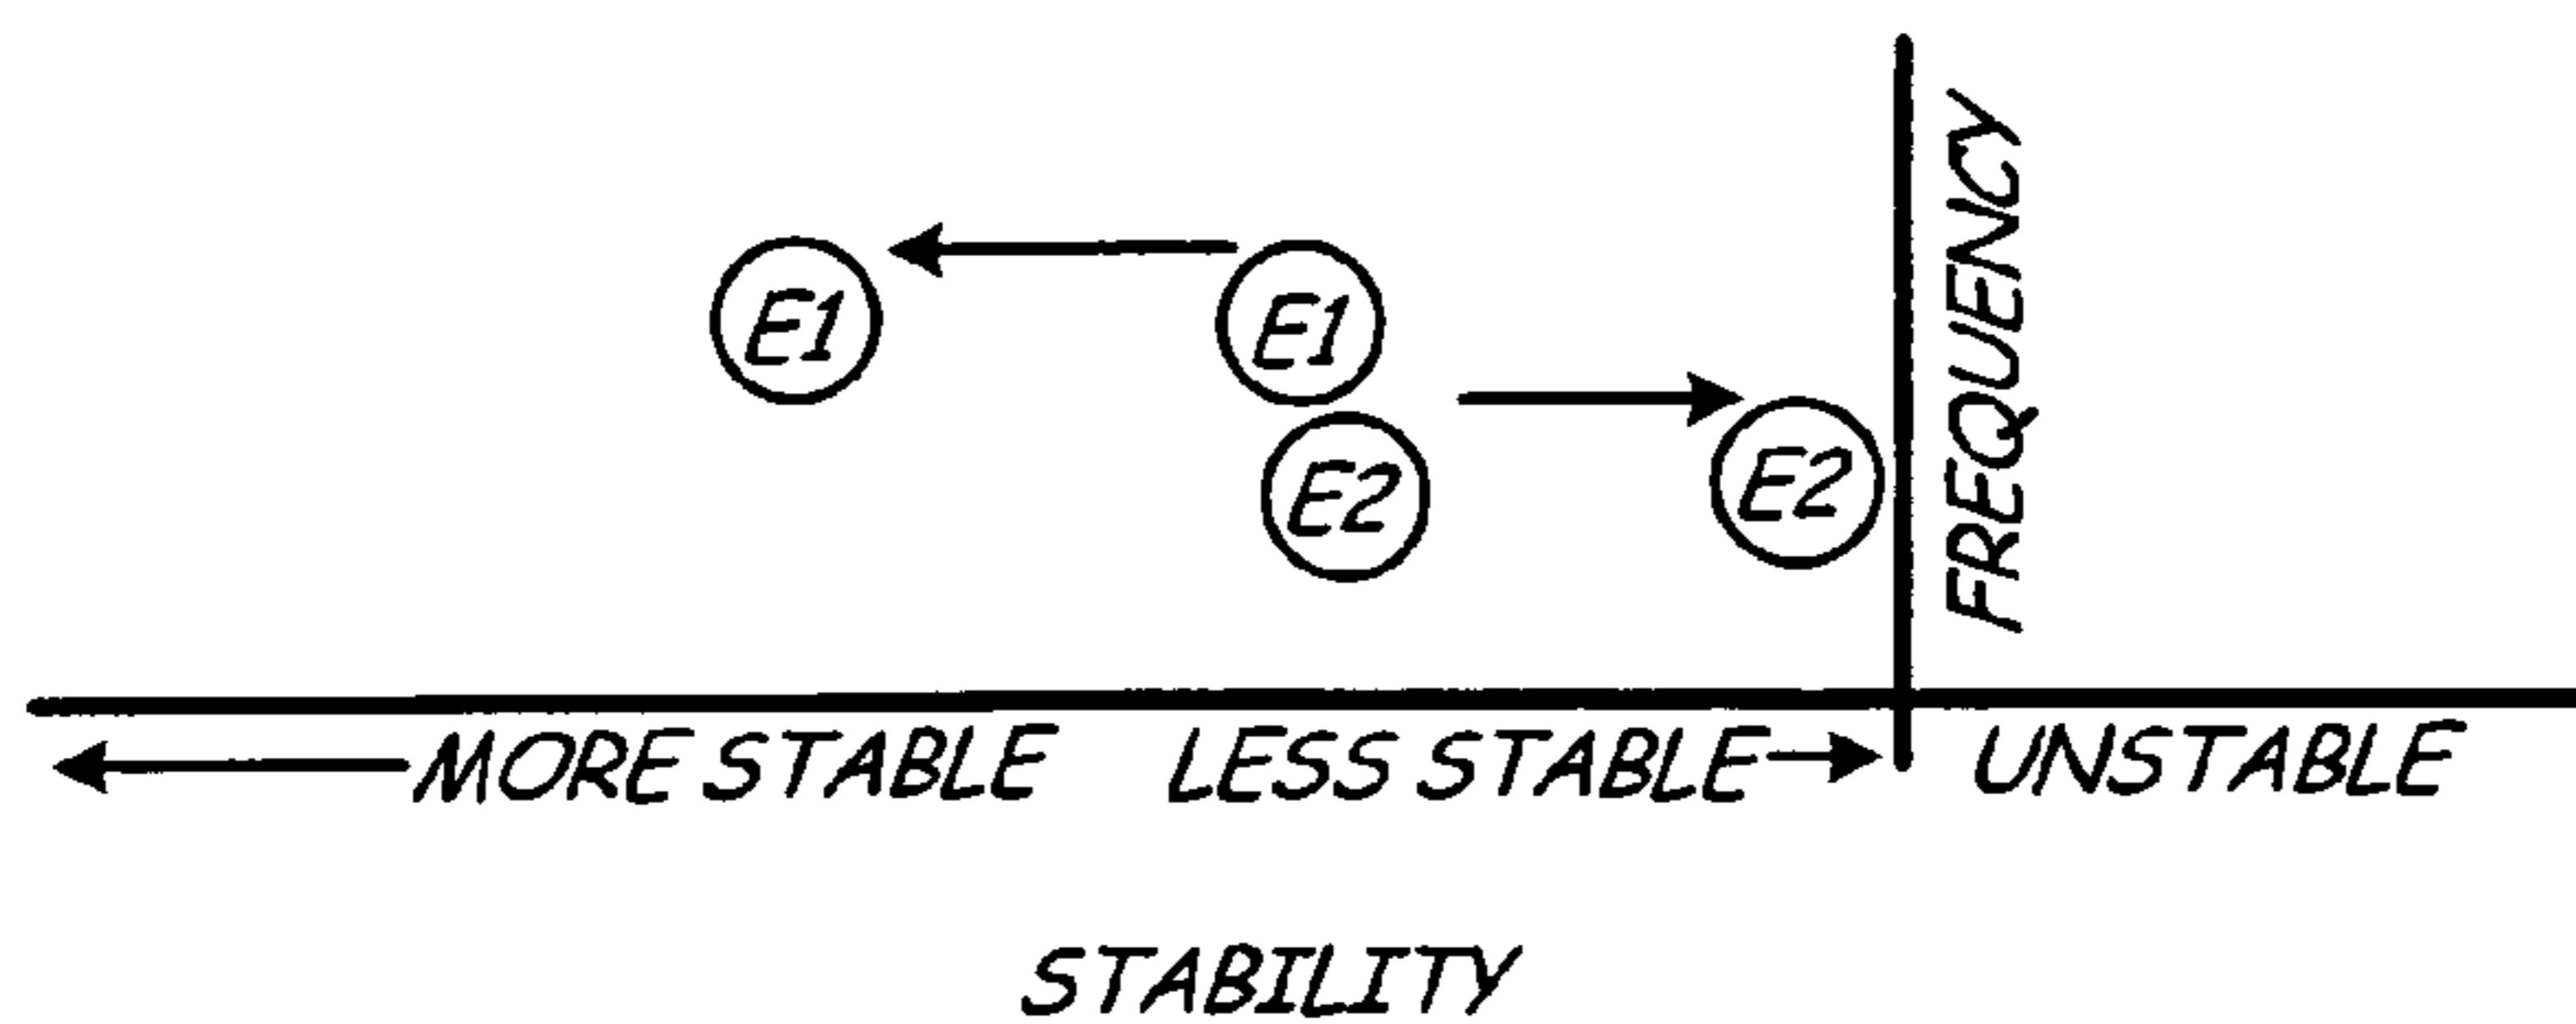 FREQUENCY
E1
E1
E2
E2
MORE STABLE
LESS STABLE
UNSTABLE
STABILITY